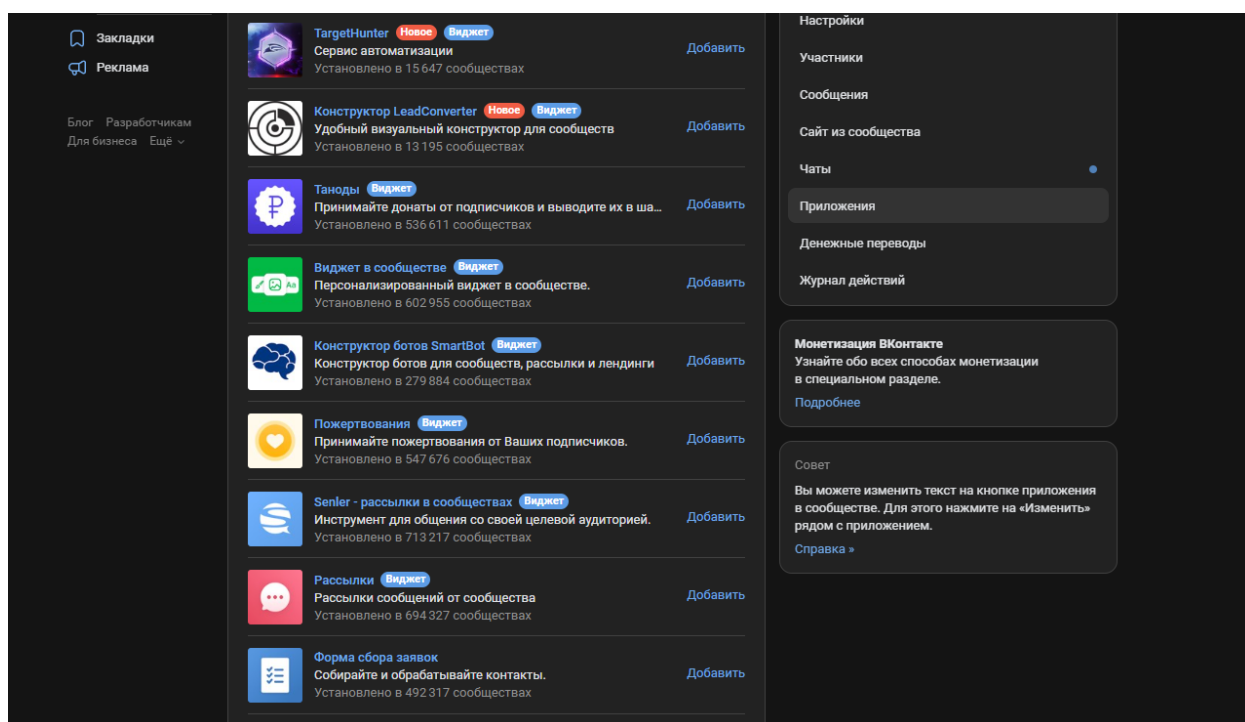 Закладки
Реклама
Блог Разработчикам
Для бизнеса Ещё
TargetHunter Новое Виджет
Сервис автоматизации
Установлено в 15 647 сообществах
Добавить
Конструктор LeadConverter Новое Виджет
Удобный визуальный конструктор для сообществ
Установлено в 13 195 сообществах
Добавить
Таноды Виджет
Принимайте донаты от подписчиков и выводите их в ша...
Установлено в 536 611 сообществах
Добавить
Виджет в сообществе Виджет
Персонализированный виджет в сообществе.
Установлено в 602 955 сообществах
Добавить
Aa
Конструктор ботов SmartBot Виджет
Конструктор ботов для сообществ, рассылки и лендинги
Установлено в 279 884 сообществах
Добавить
Пожертвования Виджет
Принимайте пожертвования от Ваших подписчиков.
Установлено в 547 676 сообществах
Добавить
Senler - рассылки в сообществах Виджет
Инструмент для общения со своей целевой аудиторией.
Установлено в 713 217 сообществах
Добавить
Рассылки Виджет
Рассылки сообщений от сообщества
Установлено в 694 327 сообществах
Добавить
Форма сбора заявок
Собирайте и обрабатывайте контакты.
Установлено в 492 317 сообществах
Добавить
Настройки
Участники
Сообщения
Сайт из сообщества
Чаты
Приложения
Денежные переводы
Журнал действий
Монетизация ВКонтакте
Узнайте обо всех способах монетизации
в специальном разделе.
Подробнее
Совет
Вы можете изменить текст на кнопке приложения
в сообществе. Для этого нажмите на «Изменить»
рядом с приложением.
Справка »